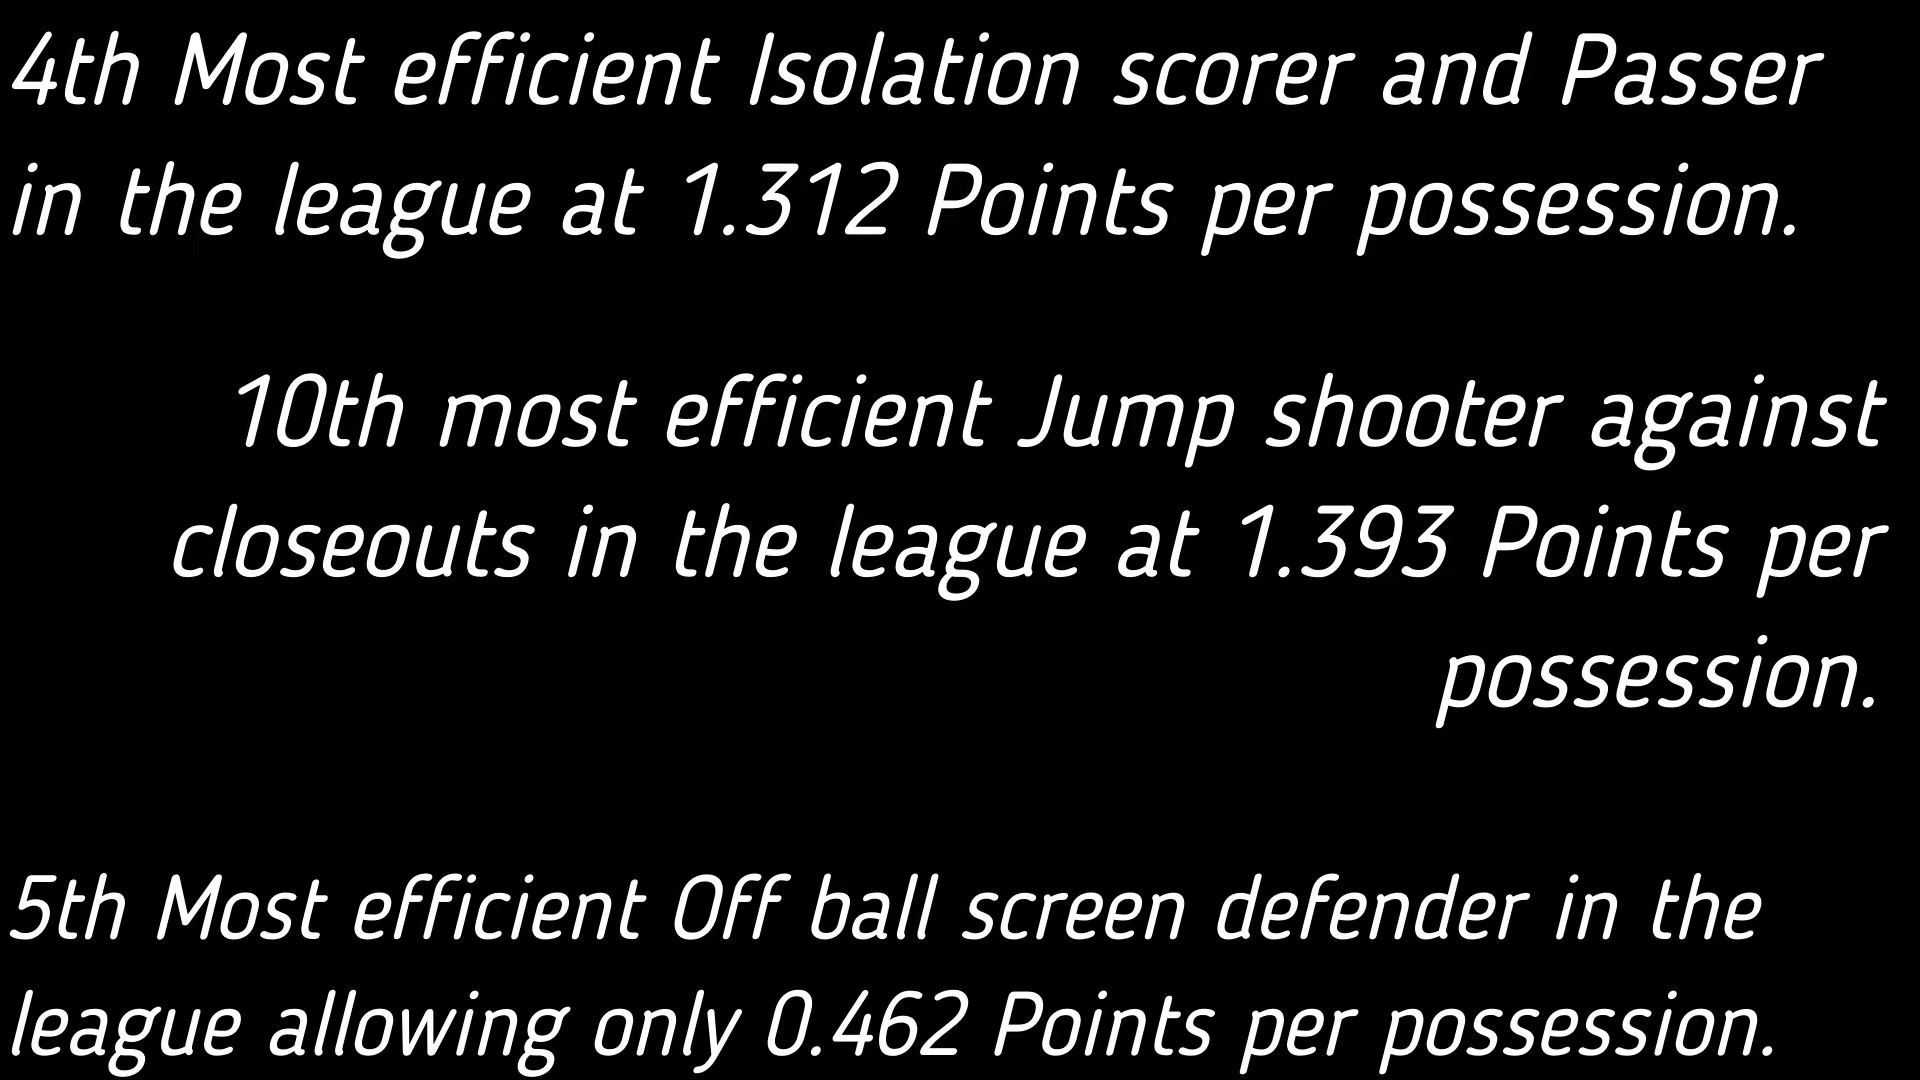 4th Most efficient Isolation scorer and Passer
in the league at 1.312 Points per possession.
10th most efficient Jump shooter against
closeouts in the league at 1.393 Points per
possession.
5th Most efficient Off ball screen defender in the
league allowing only 0.462 Points per possession.